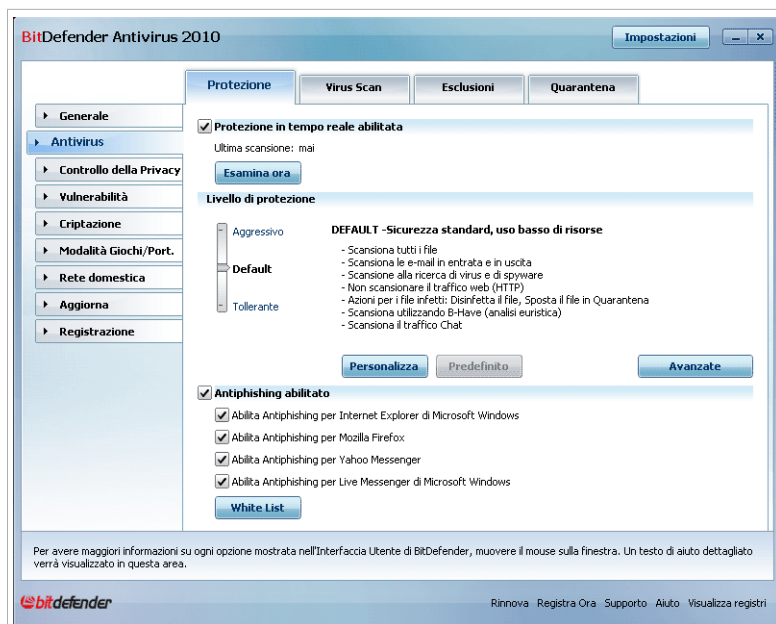 BitDefender Antivirus 2010
Impostazioni
Protezione
Virus Scan
Esclusioni
Quarantena
Generale
Antivirus
Controllo della Privacy
Vulnerabilità
Criptazione
Modalità Giochi/Port.
Rete domestica
Aggiorna
Registrazione
Protezione in tempo reale abilitata
Ultima scansione: mai
Esamina ora
Livello di protezione
Aggressivo
Default
Tollerante
DEFAULT -Sicurezza standard, uso basso di risorse
- Scansiona tutti i file
- Scansiona le e-mail in entrata e in uscita
- Scansione alla ricerca di virus e di spyware
- Non scansionare il traffico web (HTTP)
- Azioni per i file infetti: Disinfetta il file, Sposta il file in Quarantena
- Scansiona utilizzando B-Have (analisi euristica)
- Scansiona il traffico Chat
Personalizza
Predefinito
Avanzate
Antiphishing abilitato
Abilita Antiphishing per Internet Explorer di Microsoft Windows
Abilita Antiphishing per Mozilla Firefox
Abilita Antiphishing per Yahoo Messenger
Abilita Antiphishing per Live Messenger di Microsoft Windows
White List
Per avere maggiori informazioni su ogni opzione mostrata nell'Interfaccia Utente di BitDefender, muovere il mouse sulla finestra. Un testo di aiuto dettagliato
verrà visualizzato in questa area.
bitdefender
Rinnova Registra Ora Supporto Aiuto Visualizza registri